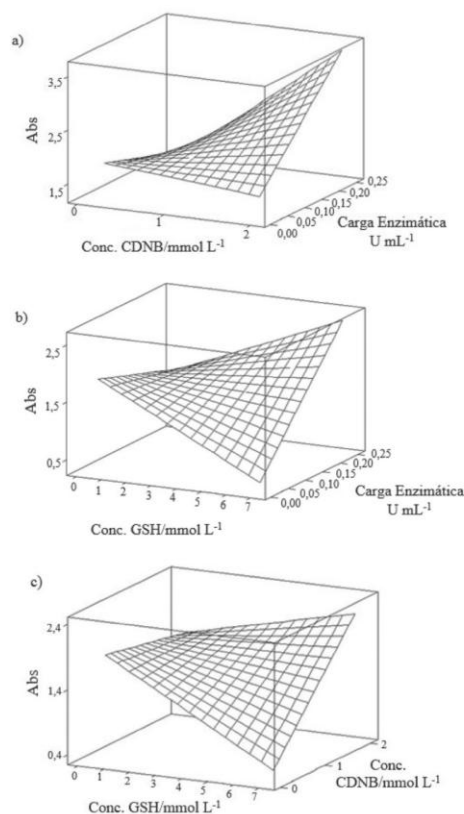 a)
3,5
2,5
1,5
Abs
0
1
2
Conc. CDNB/mmol L-1
0,00
0,05
0,10
0,15
0,20
0,25
Carga Enzimática
U mL-1
b)
2,5
1,5
0,5
Abs
0 1 2 3 4 5 6 7
Conc. GSH/mmol L-1
0,00
0,05
0,10
0,15
0,20
0,25
Carga Enzimática
U mL-1
c)
2,4
1,4
0,4
Abs
0 1 2 3 4 5 6 7
Conc. GSH/mmol L-1
0
1
2
Conc.
CDNB/mmol L-1